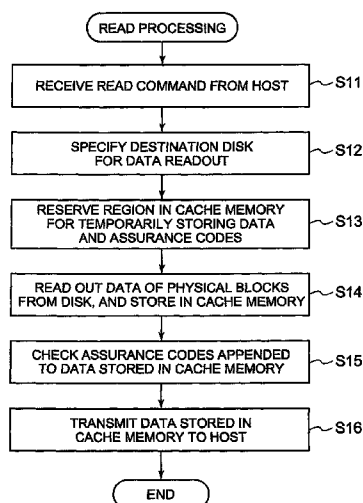 READ PROCESSING
RECEIVE READ COMMAND FROM HOST
S11
SPECIFY DESTINATION DISK
FOR DATA READOUT
S12
RESERVE REGION IN CACHE MEMORY
FOR TEMPORARILY STORING DATA
AND ASSURANCE CODES
S13
READ OUT DATA OF PHYSICAL BLOCKS
FROM DISK, AND STORE IN CACHE MEMORY
S14
CHECK ASSURANCE CODES APPENDED
TO DATA STORED IN CACHE MEMORY
S15
TRANSMIT DATA STORED IN
CACHE MEMORY TO HOST
S16
END